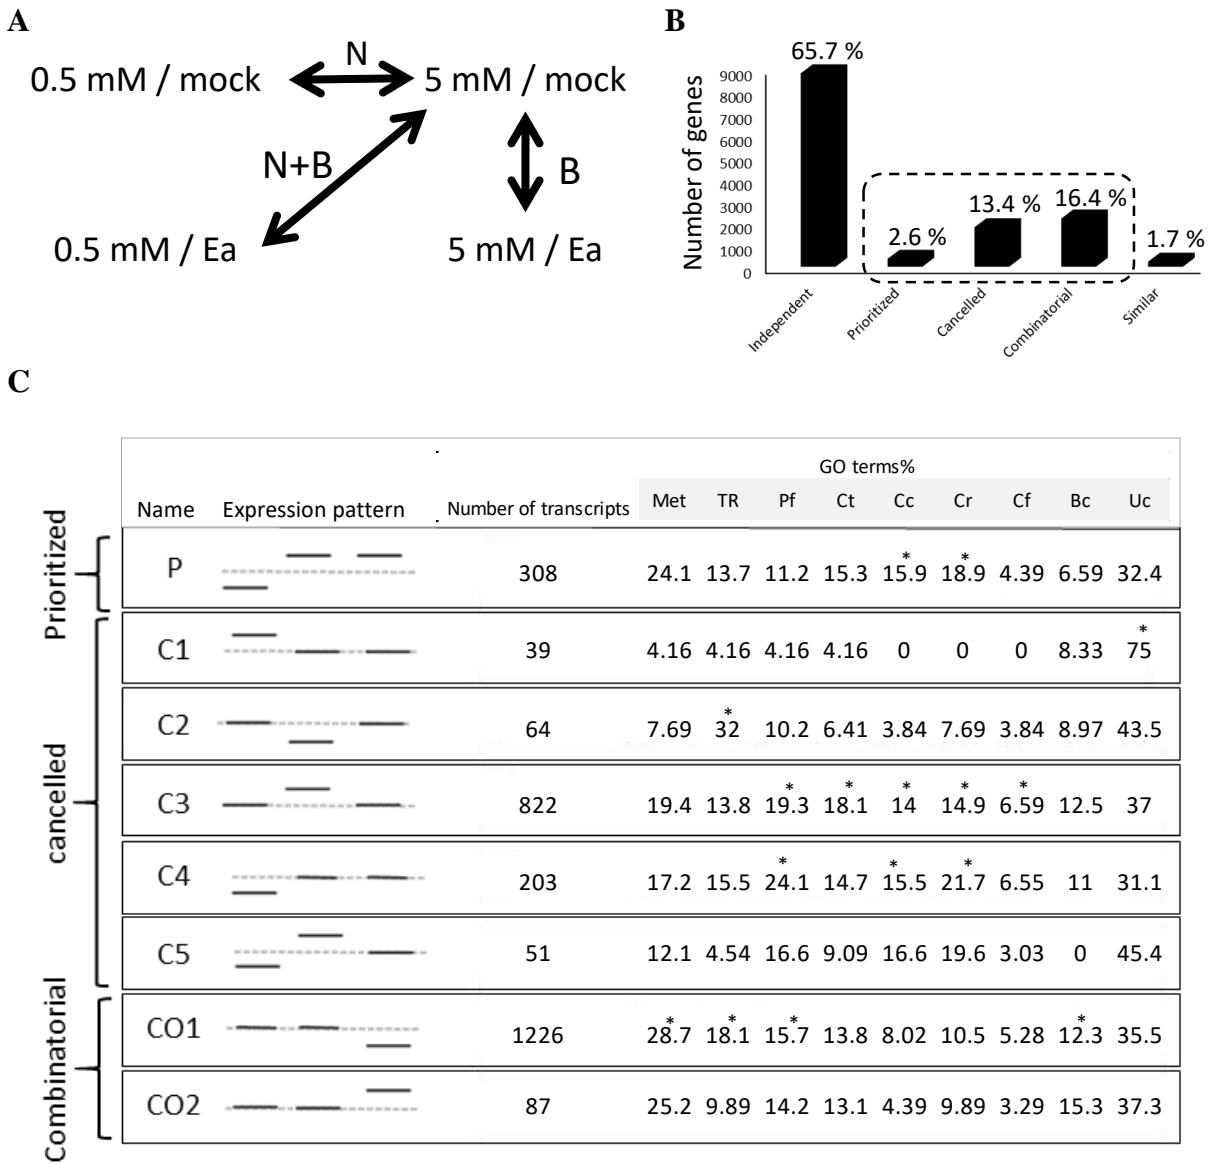 A
0.5 mM / mock
N
5 mM / mock
N+B
B
0.5 mM / Ea
5 mM / Ea
B
Number of genes
9000
8000
7000
6000
5000
4000
3000
2000
1000
0
65.7 %
2.6 %
13.4 %
16.4 %
1.7 %
Independent
Prioritized
Cancelled
Combinatorial
Similar
C
GO terms%
Name Expression pattern Number of transcripts Met TR Pf Ct Cc Cr Cf Bc Uc
Prioritized
* *
P 308 24.1 13.7 11.2 15.3 15.9 18.9 4.39 6.59 32.4
cancelled
*
C1 39 4.16 4.16 4.16 4.16 0 0 0 8.33 75
*
C2 64 7.69 32 10.2 6.41 3.84 7.69 3.84 8.97 43.5
* * * * *
C3 822 19.4 13.8 19.3 18.1 14 14.9 6.59 12.5 37
* * *
C4 203 17.2 15.5 24.1 14.7 15.5 21.7 6.55 11 31.1
C5 51 12.1 4.54 16.6 9.09 16.6 19.6 3.03 0 45.4
Combinatorial
* * * *
CO1 1226 28.7 18.1 15.7 13.8 8.02 10.5 5.28 12.3 35.5
CO2 87 25.2 9.89 14.2 13.1 4.39 9.89 3.29 15.3 37.3